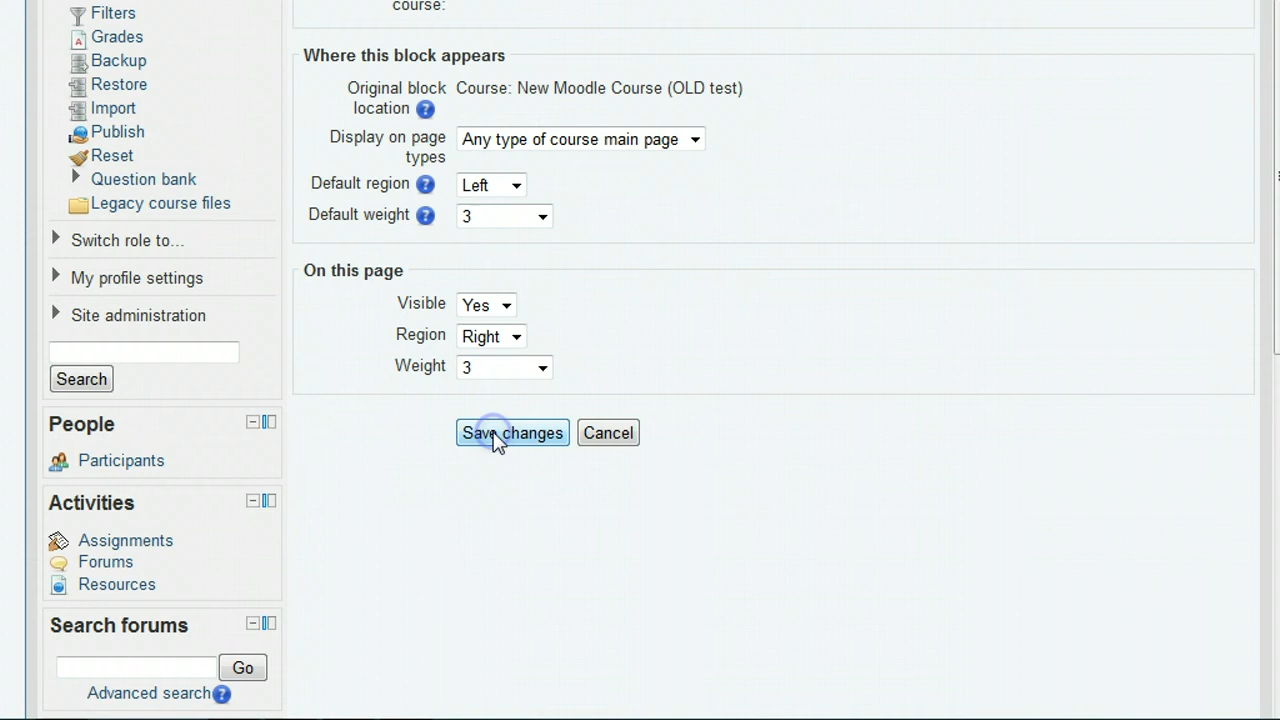 Filters
Grades
Backup
Restore
Import
Publish
Reset
Question bank
Legacy course files
Switch role to...
My profile settings
Site administration
Search
People
Participants
Activities
Assignments
Forums
Resources
Search forums
Go
Advanced search
course:
Where this block appears
Original block Course: New Moodle Course (OLD test)
location
Display on page Any type of course main page
types
Default region Left
Default weight 3
On this page
Visible Yes
Region Right
Weight 3
Save changes Cancel